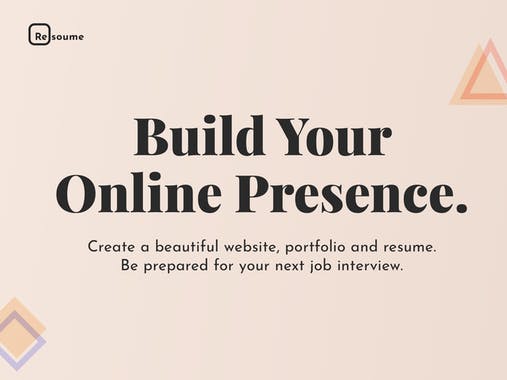 Resoume
Build Your
Online Presence.
Create a beautiful website, portfolio and resume.
Be prepared for your next job interview.